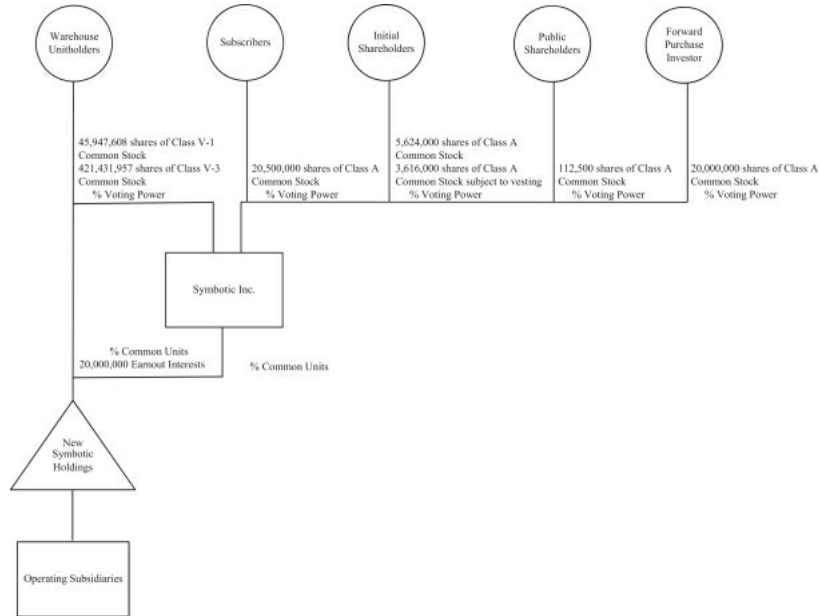 Warehouse
Unitholders
Subscribers
Initial
Shareholders
Public
Shareholders
Forward
Purchase
Investor
45,947,608 shares of Class V-1
Common Stock
421,431,957 shares of Class V-3
Common Stock
% Voting Power
20,500,000 shares of Class A
Common Stock
% Voting Power
5,624,000 shares of Class A
Common Stock
3,616,000 shares of Class A
Common Stock subject to vesting
% Voting Power
112,500 shares of Class A
Common Stock
% Voting Power
20,000,000 shares of Class A
Common Stock
% Voting Power
Symbotic Inc.
% Common Units
20,000,000 Earnout Interests
% Common Units
New
Symbotic
Holdings
Operating Subsidiaries